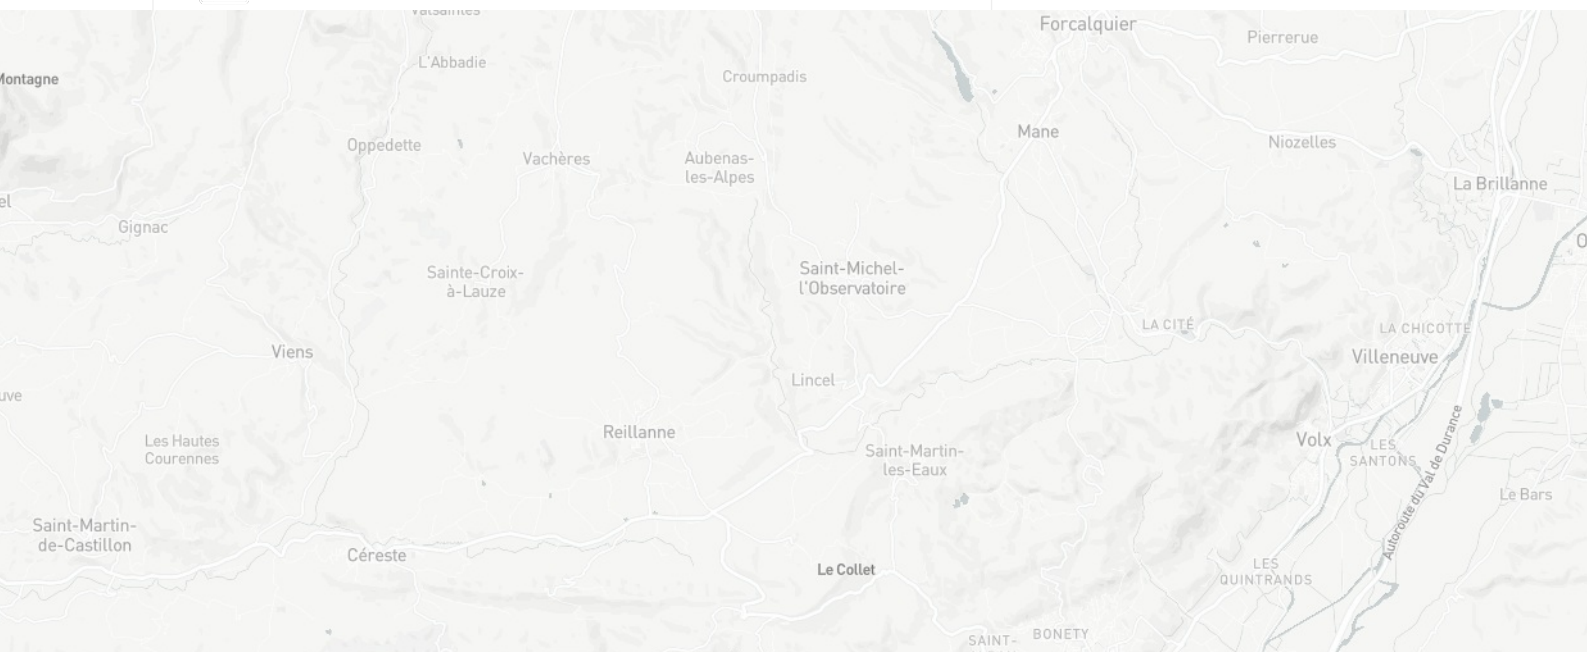 Forcalquier
Pierrerue
L'Abbadie
Montagne
Croumpadis
Mane
Niozelles
Oppedette
Vachères
Aubenas-
les-Alpes
La Brillanne
el
Gignac
O
Sainte-Croix-
à-Lauze
Saint-Michel-
l'Observatoire
LA CITÉ
LA CHICOTTE
Viens
Villeneuve
Lincel
uve
Reillanne
Volx
Les Hautes
Courennes
Saint-Martin-
les-Eaux
LES
SANTONS
Autoroute du Val de Durance
Le Bars
Saint-Martin-
de-Castillon
Céreste
Le Collet
LES
QUINTRANDS
SAINT-
BONETY